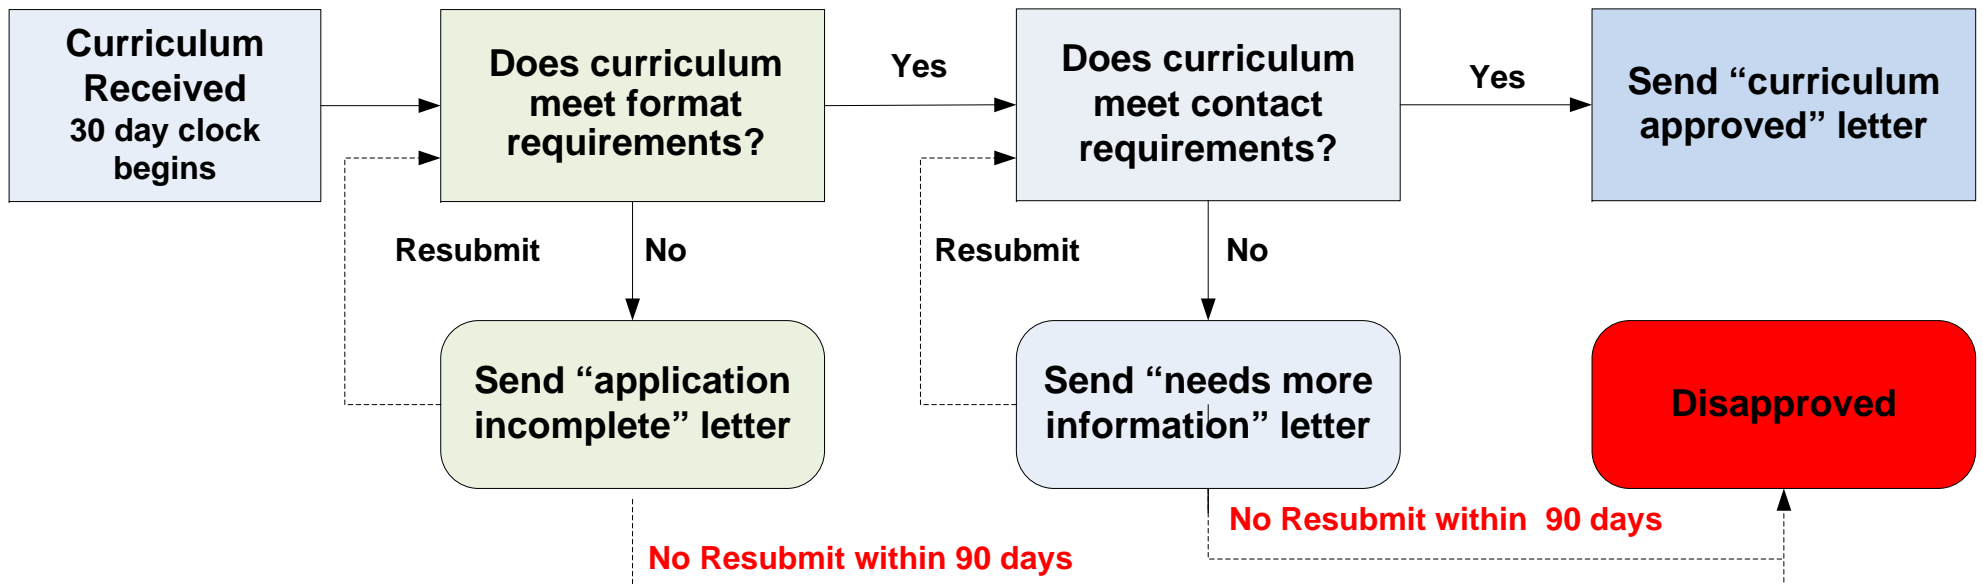 Curriculum
Received
30 day clock
begins
Does curriculum
meet format
requirements?
Yes
Does curriculum
meet contact
requirements?
Yes
Send “curriculum
approved” letter
Resubmit
No
Resubmit
No
Send “application
incomplete” letter
Send “needs more
information” letter
Disapproved
No Resubmit within  90 days
No Resubmit within 90 days